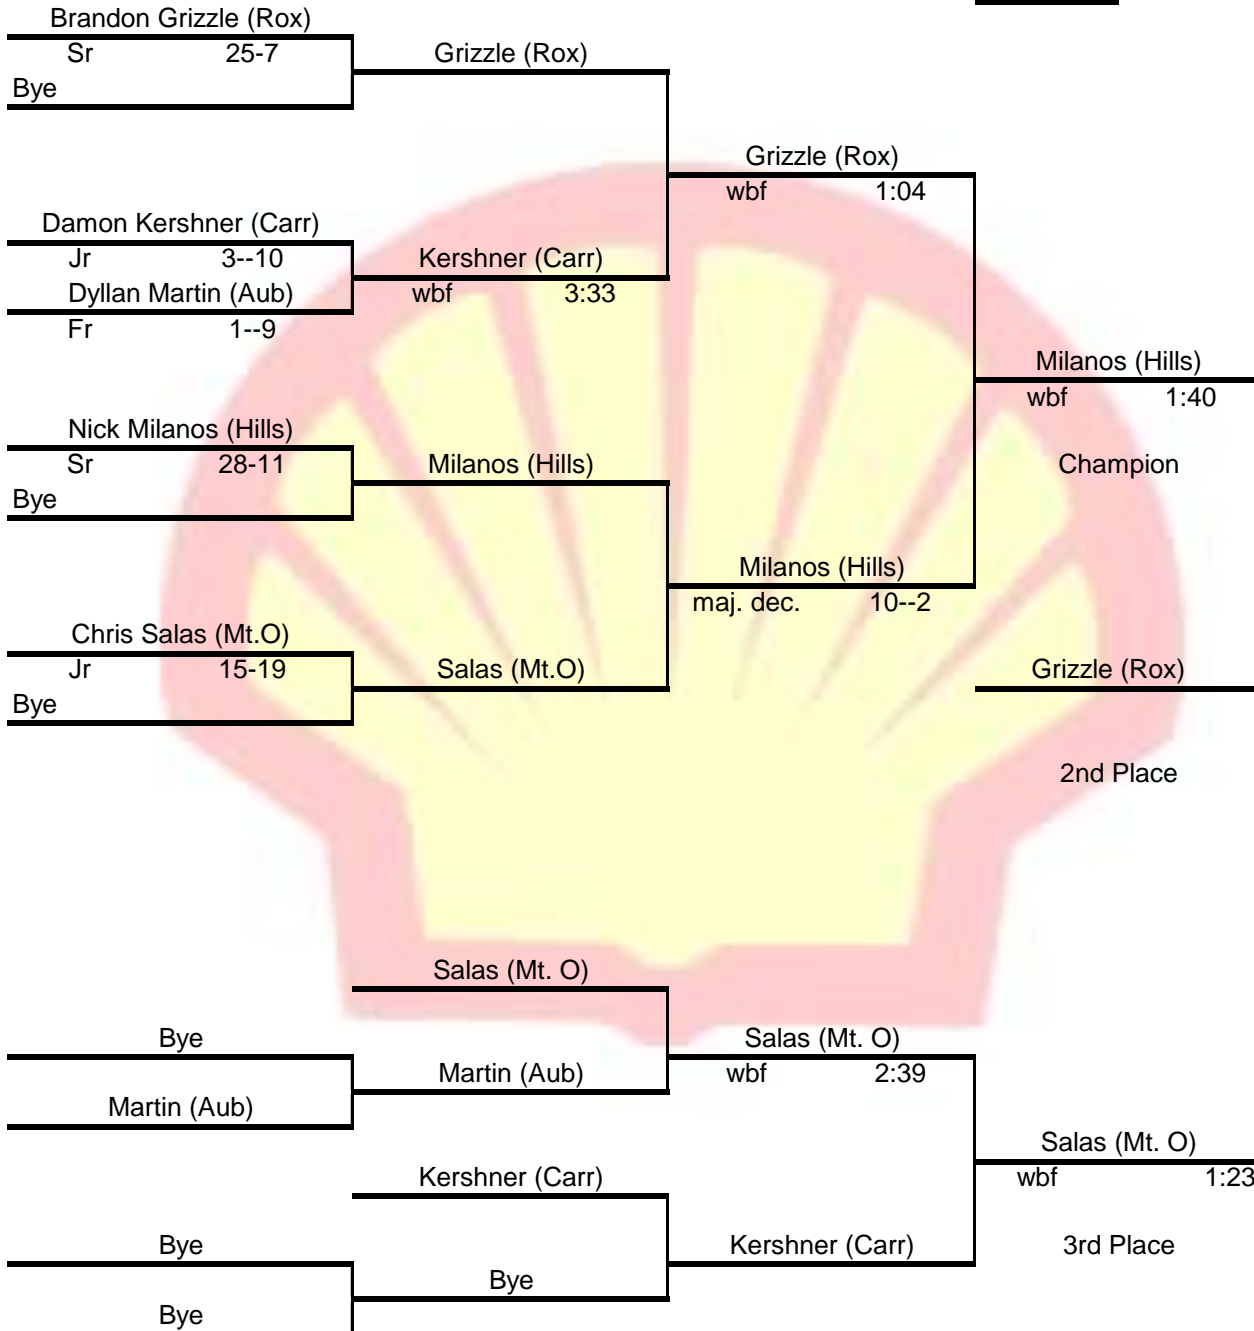 Brandon Grizzle (Rox)
Sr 25-7
Grizzle (Rox)
Bye
Grizzle (Rox)
wbf 1:04
Damon Kershner (Carr)
Jr 3--10
Kershner (Carr)
Dyllan Martin (Aub)
wbf 3:33
Fr 1--9
Milanos (Hills)
wbf 1:40
Nick Milanos (Hills)
Sr 28-11
Milanos (Hills)
Champion
Bye
Milanos (Hills)
maj. dec. 10--2
Chris Salas (Mt.O)
Jr 15-19
Salas (Mt.O)
Grizzle (Rox)
Bye
2nd Place
Salas (Mt. O)
Bye
Salas (Mt. O)
Martin (Aub)
wbf 2:39
Martin (Aub)
Salas (Mt. O)
wbf 1:23
Kershner (Carr)
Bye
Kershner (Carr)
3rd Place
Bye
Bye